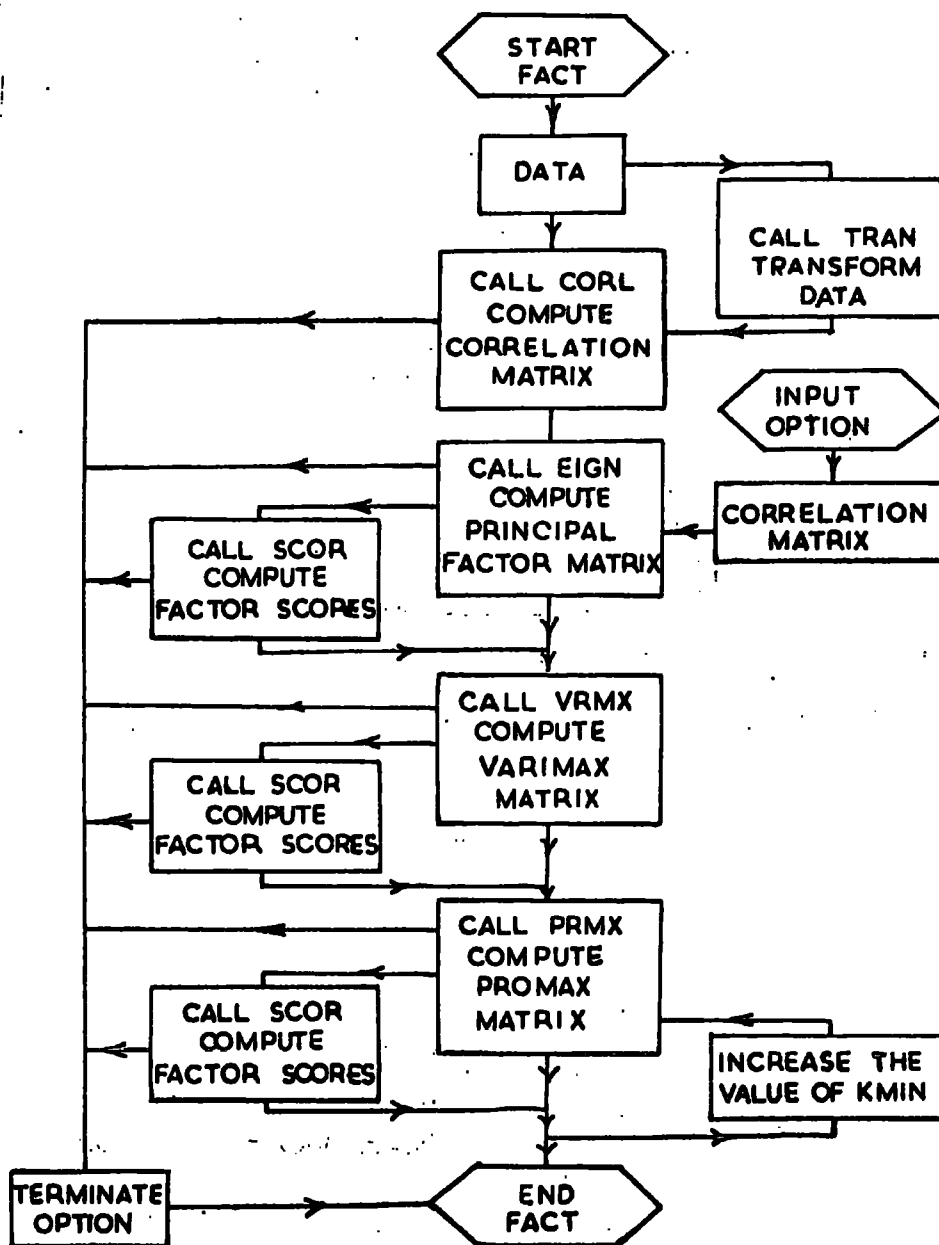 START
FACT
DATA
CALL TRAN
TRANSFORM
DATA
CALL CORL
COMPUTE
CORRELATION
MATRIX
INPUT
OPTION
CALL EIGN
COMPUTE
PRINCIPAL
FACTOR MATRIX
CORRELATION
MATRIX
CALL SCOR
COMPUTE
FACTOR SCORES
CALL VRMX
COMPUTE
VARIMAX
MATRIX
CALL SCOR
COMPUTE
FACTOR SCORES
CALL PRMX
COMPUTE
PROMAX
MATRIX
CALL SCOR
COMPUTE
FACTOR SCORES
INCREASE THE
VALUE OF KMIN
TERMINATE
OPTION
END
FACT